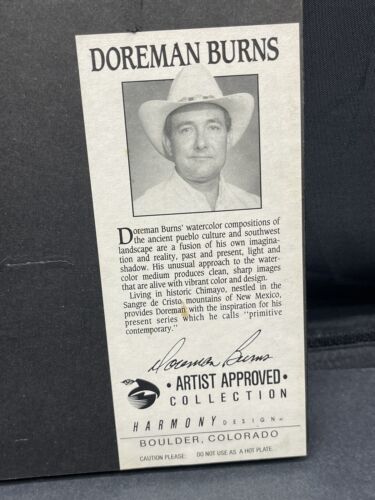 DOREMAN BURNS
Doreman Burns' watercolor compositions of
the ancient pueblo culture and southwest
landscape are a fusion of his own imagina-
tion and reality, past and present, light and
shadow. His unusual approach to the water-
color medium produces clean, sharp images
that are alive with vibrant color and design.
Living in historic Chimayo, nestled in the
Sangre de Cristo mountains of New Mexico,
provides Doreman with the inspiration for his
present series which he calls "primitive
contemporary."
Doreman Burns
• ARTIST APPROVED •
COLLECTION
HARMONY DESIGN
BOULDER, COLORADO
CAUTION PLEASE: DO NOT USE AS A HOT PLATE.